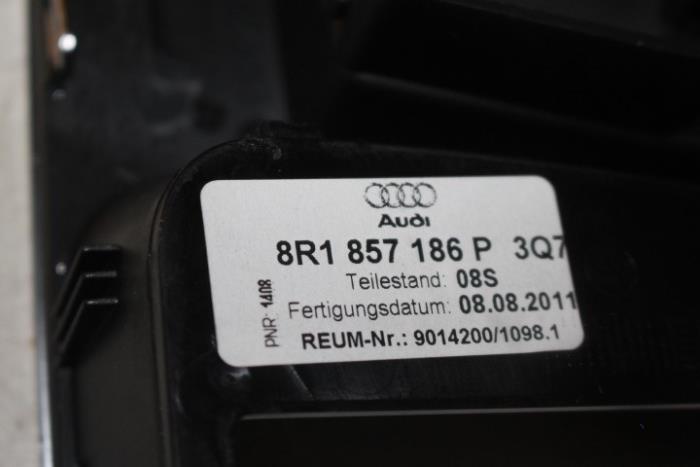 Audi
8R1 857 186 P 3Q7
Teilestand: 08S
Fertigungsdatum: 08.08.2011
REUM-Nr.: 9014200/1098.1
PNR: 1408